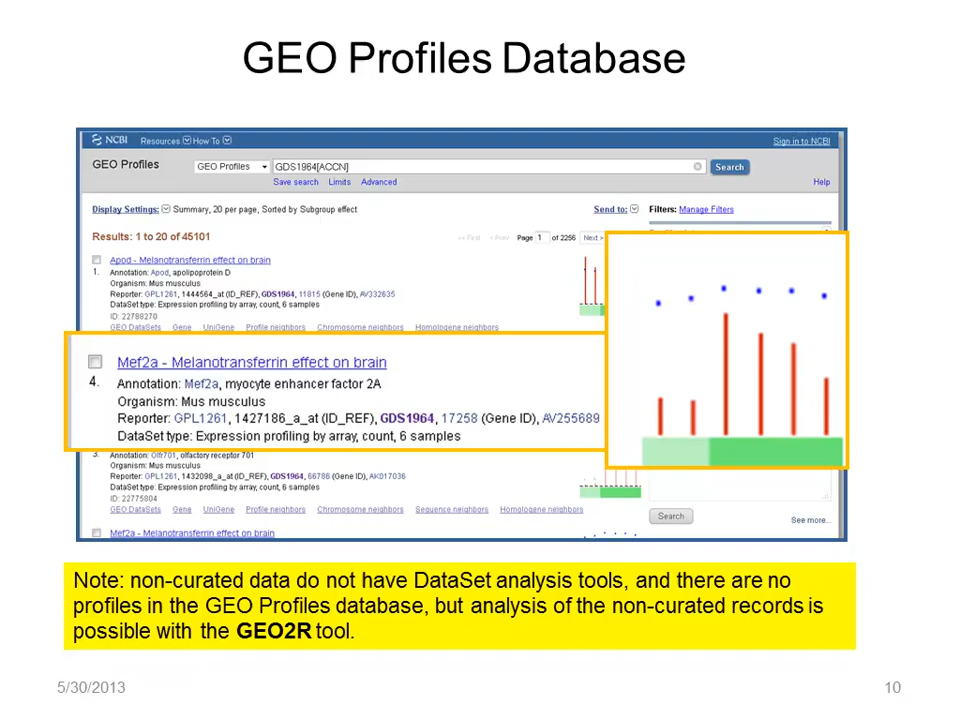 GEO Profiles Database
NCBI Resources How To Sign in to NCBI
GEO Profiles GEO Profiles GDS1964[ACCN] Search
Save search Limits Advanced Help
Display Settings: Summary, 20 per page, Sorted by Subgroup effect Send to: Filters: Manage Filters
Results: 1 to 20 of 45101 << First < Prev Page 1 of 2256 Next >
Apod - Melanotransferrin effect on brain
1. Annotation: Apod, apolipoprotein D
Organism: Mus musculus
Reporter: GPL1261, 1444564_at (ID_REF), GDS1964, 11815 (Gene ID), AV332635
DataSet type: Expression profiling by array, count, 6 samples
ID: 22788270
GEO DataSets Gene UniGene Profile neighbors Chromosome neighbors Homologene neighbors
Mef2a - Melanotransferrin effect on brain
4. Annotation: Mef2a, myocyte enhancer factor 2A
Organism: Mus musculus
Reporter: GPL1261, 1427186_a_at (ID_REF), GDS1964, 17258 (Gene ID), AV255689
DataSet type: Expression profiling by array, count, 6 samples
3. Annotation: Olfr701, olfactory receptor 701
Organism: Mus musculus
Reporter: GPL1261, 1432098_a_at (ID_REF), GDS1964, 66786 (Gene ID), AK017036
DataSet type: Expression profiling by array, count, 6 samples
ID: 22775804
GEO DataSets Gene UniGene Profile neighbors Chromosome neighbors Sequence neighbors Homologene neighbors
Search
See more...
Mef2a - Melanotransferrin effect on brain
Note: non-curated data do not have DataSet analysis tools, and there are no
profiles in the GEO Profiles database, but analysis of the non-curated records is
possible with the GEO2R tool.
5/30/2013 10